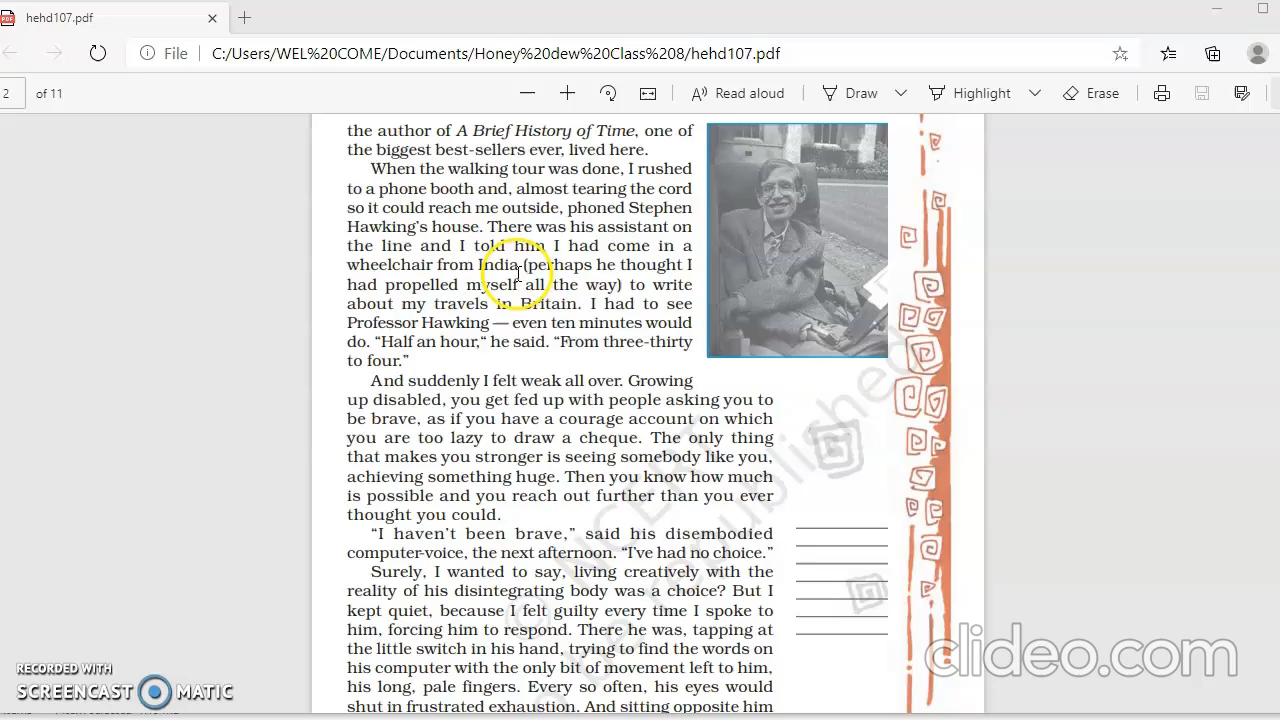 hehd107.pdf
File
C:/Users/WEL%20COME/Documents/Honey%20dew%20Class%208/hehd107.pdf
2 of 11
Read aloud
Draw
Highlight
Erase
the author of A Brief History of Time, one of
the biggest best-sellers ever, lived here.
When the walking tour was done, I rushed
to a phone booth and, almost tearing the cord
so it could reach me outside, phoned Stephen
Hawking's house. There was his assistant on
the line and I told him I had come in a
wheelchair from India (perhaps he thought I
had propelled myself all the way) to write
about my travels in Britain. I had to see
Professor Hawking — even ten minutes would
do. “Half an hour,“ he said. “From three-thirty
to four.”
And suddenly I felt weak all over. Growing
up disabled, you get fed up with people asking you to
be brave, as if you have a courage account on which
you are too lazy to draw a cheque. The only thing
that makes you stronger is seeing somebody like you,
achieving something huge. Then you know how much
is possible and you reach out further than you ever
thought you could.
“I haven’t been brave,” said his disembodied
computer-voice, the next afternoon. “I’ve had no choice.”
Surely, I wanted to say, living creatively with the
reality of his disintegrating body was a choice? But I
kept quiet, because I felt guilty every time I spoke to
him, forcing him to respond. There he was, tapping at
the little switch in his hand, trying to find the words on
his computer with the only bit of movement left to him,
his long, pale fingers. Every so often, his eyes would
shut in frustrated exhaustion. And sitting opposite him
© NCERT
be republished
clideo.com
RECORDED WITH
SCREENCAST MATIC